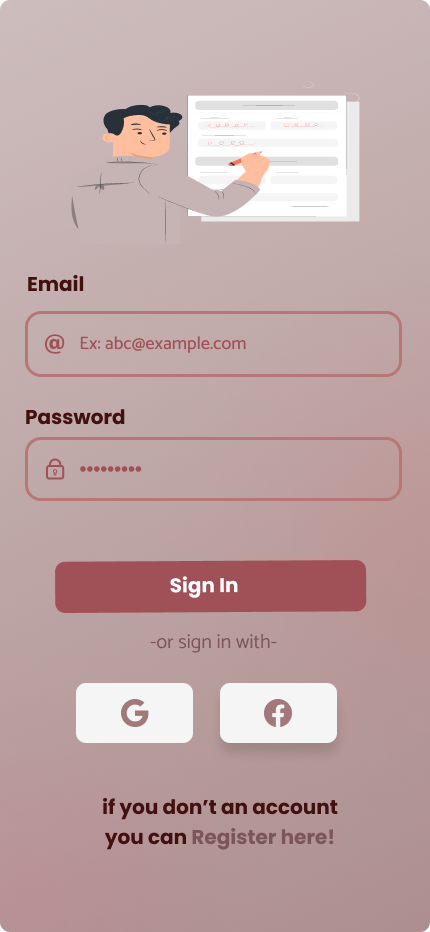 Email
@ Ex: abc@example.com
Password
•••••••••
Sign In
-or sign in with-
if you don't an account
you can Register here!